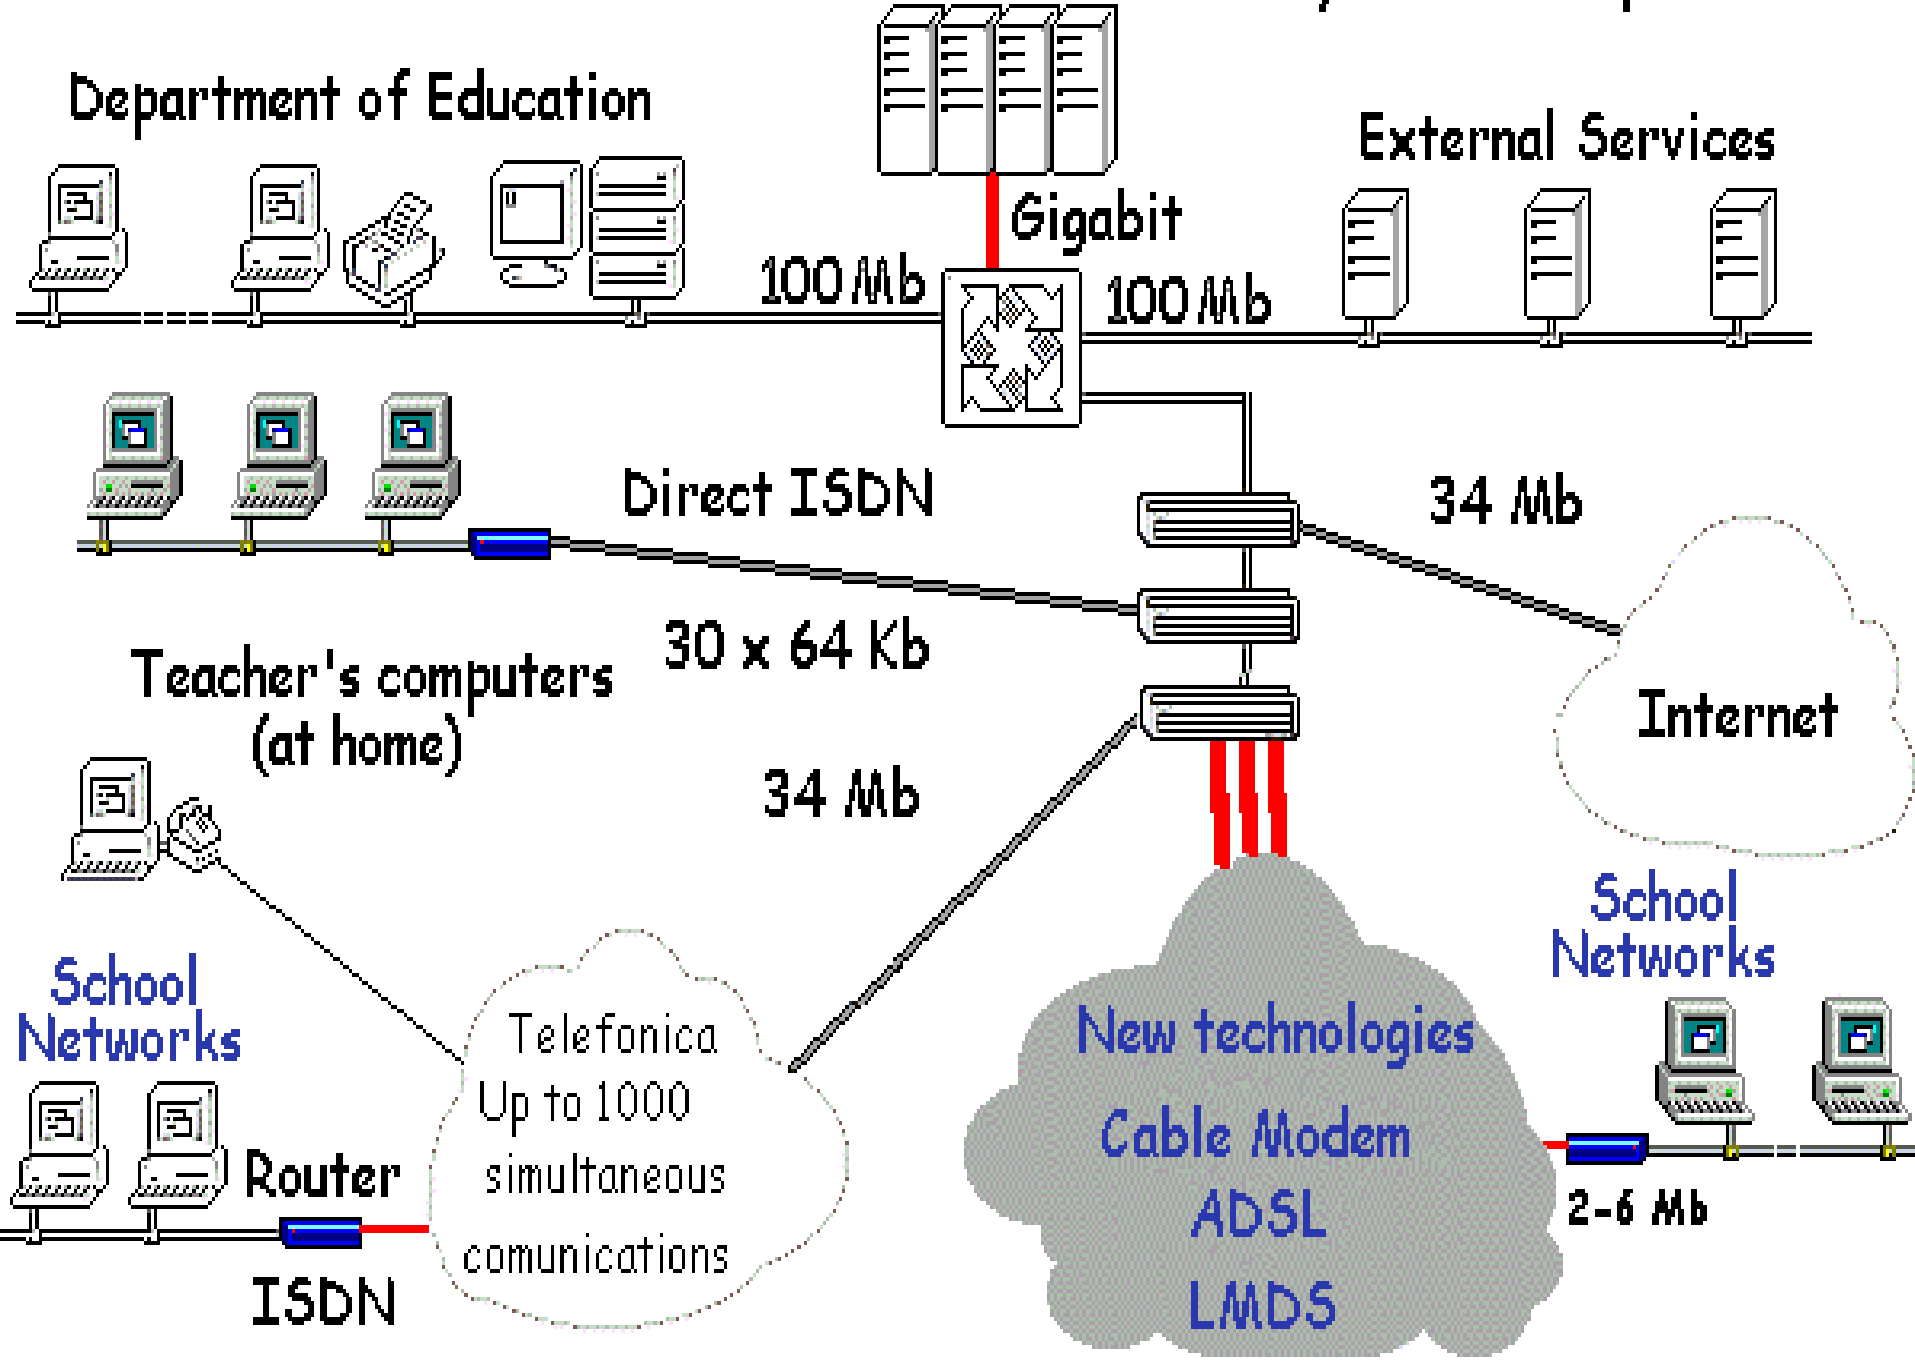 Department of Education
External Services
Gigabit
100 Mb
100 Mb
Direct ISDN
34 Mb
30 x 64 Kb
Teacher's computers
(at home)
Internet
34 Mb
School
Networks
School
Networks
Telefonica
Up to 1000
simultaneous
comunications
New technologies
Cable Modem
ADSL
LMDS
Router
ISDN
2-6 Mb